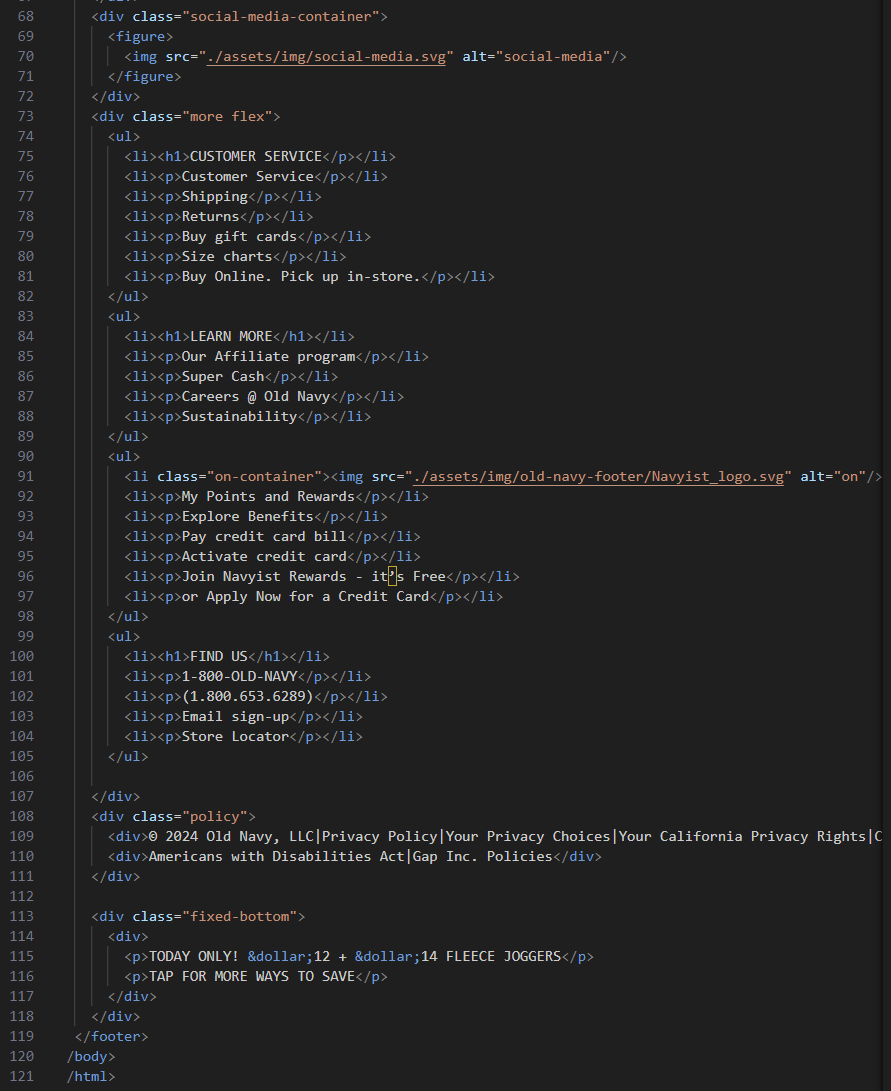 67 </div>
68 <div class="social-media-container">
69 <figure>
70 <img src="./assets/img/social-media.svg" alt="social-media"/>
71 </figure>
72 </div>
73 <div class="more flex">
74 <ul>
75 <li><h1>CUSTOMER SERVICE</p></li>
76 <li><p>Customer Service</p></li>
77 <li><p>Shipping</p></li>
78 <li><p>Returns</p></li>
79 <li><p>Buy gift cards</p></li>
80 <li><p>Size charts</p></li>
81 <li><p>Buy Online. Pick up in-store.</p></li>
82 </ul>
83 <ul>
84 <li><h1>LEARN MORE</h1></li>
85 <li><p>Our Affiliate program</p></li>
86 <li><p>Super Cash</p></li>
87 <li><p>Careers @ Old Navy</p></li>
88 <li><p>Sustainability</p></li>
89 </ul>
90 <ul>
91 <li class="on-container"><img src="./assets/img/old-navy-footer/Navyist_logo.svg" alt="on"/>
92 <li><p>My Points and Rewards</p></li>
93 <li><p>Explore Benefits</p></li>
94 <li><p>Pay credit card bill</p></li>
95 <li><p>Activate credit card</p></li>
96 <li><p>Join Navyist Rewards - it’s Free</p></li>
97 <li><p>or Apply Now for a Credit Card</p></li>
98 </ul>
99 <ul>
100 <li><h1>FIND US</h1></li>
101 <li><p>1-800-OLD-NAVY</p></li>
102 <li><p>(1.800.653.6289)</p></li>
103 <li><p>Email sign-up</p></li>
104 <li><p>Store Locator</p></li>
105 </ul>
106
107 </div>
108 <div class="policy">
109 <div>© 2024 Old Navy, LLC|Privacy Policy|Your Privacy Choices|Your California Privacy Rights|C
110 <div>Americans with Disabilities Act|Gap Inc. Policies</div>
111 </div>
112
113 <div class="fixed-bottom">
114 <div>
115 <p>TODAY ONLY! &dollar;12 + &dollar;14 FLEECE JOGGERS</p>
116 <p>TAP FOR MORE WAYS TO SAVE</p>
117 </div>
118 </div>
119 </footer>
120 /body>
121 /html>